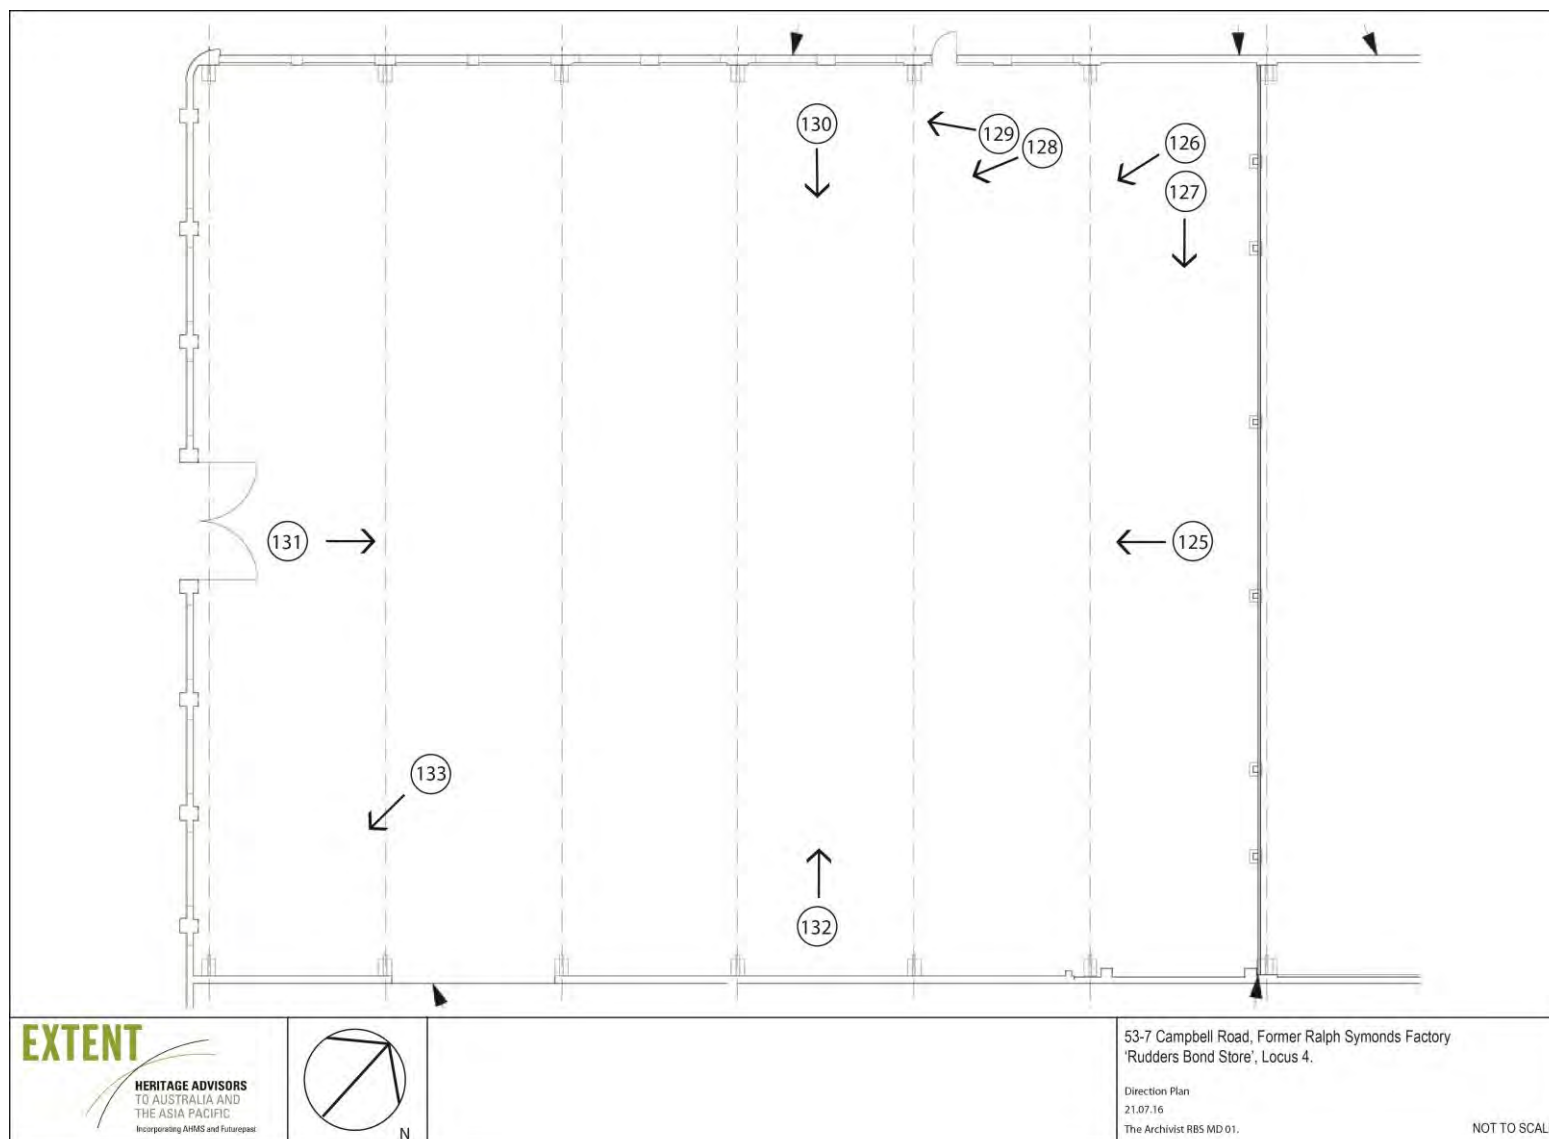 130
129
128
126
127
131
125
133
132
EXTENT
HERITAGE ADVISORS
TO AUSTRALIA AND
THE ASIA PACIFIC
Incorporating AHMS and Futurepast
N
53-7 Campbell Road, Former Ralph Symonds Factory
'Rudders Bond Store', Locus 4.
Direction Plan
21.07.16
The Archivist RBS MD 01.
NOT TO SCAL